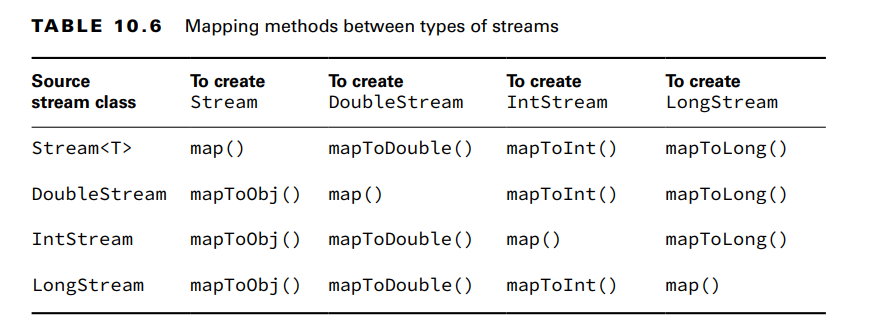 TABLE 10.6 Mapping methods between types of streams
Source stream class To create Stream To create DoubleStream To create IntStream To create LongStream
Stream<T> map() mapToDouble() mapToInt() mapToLong()
DoubleStream mapToObj() map() mapToInt() mapToLong()
IntStream mapToObj() mapToDouble() map() mapToLong()
LongStream mapToObj() mapToDouble() mapToInt() map()